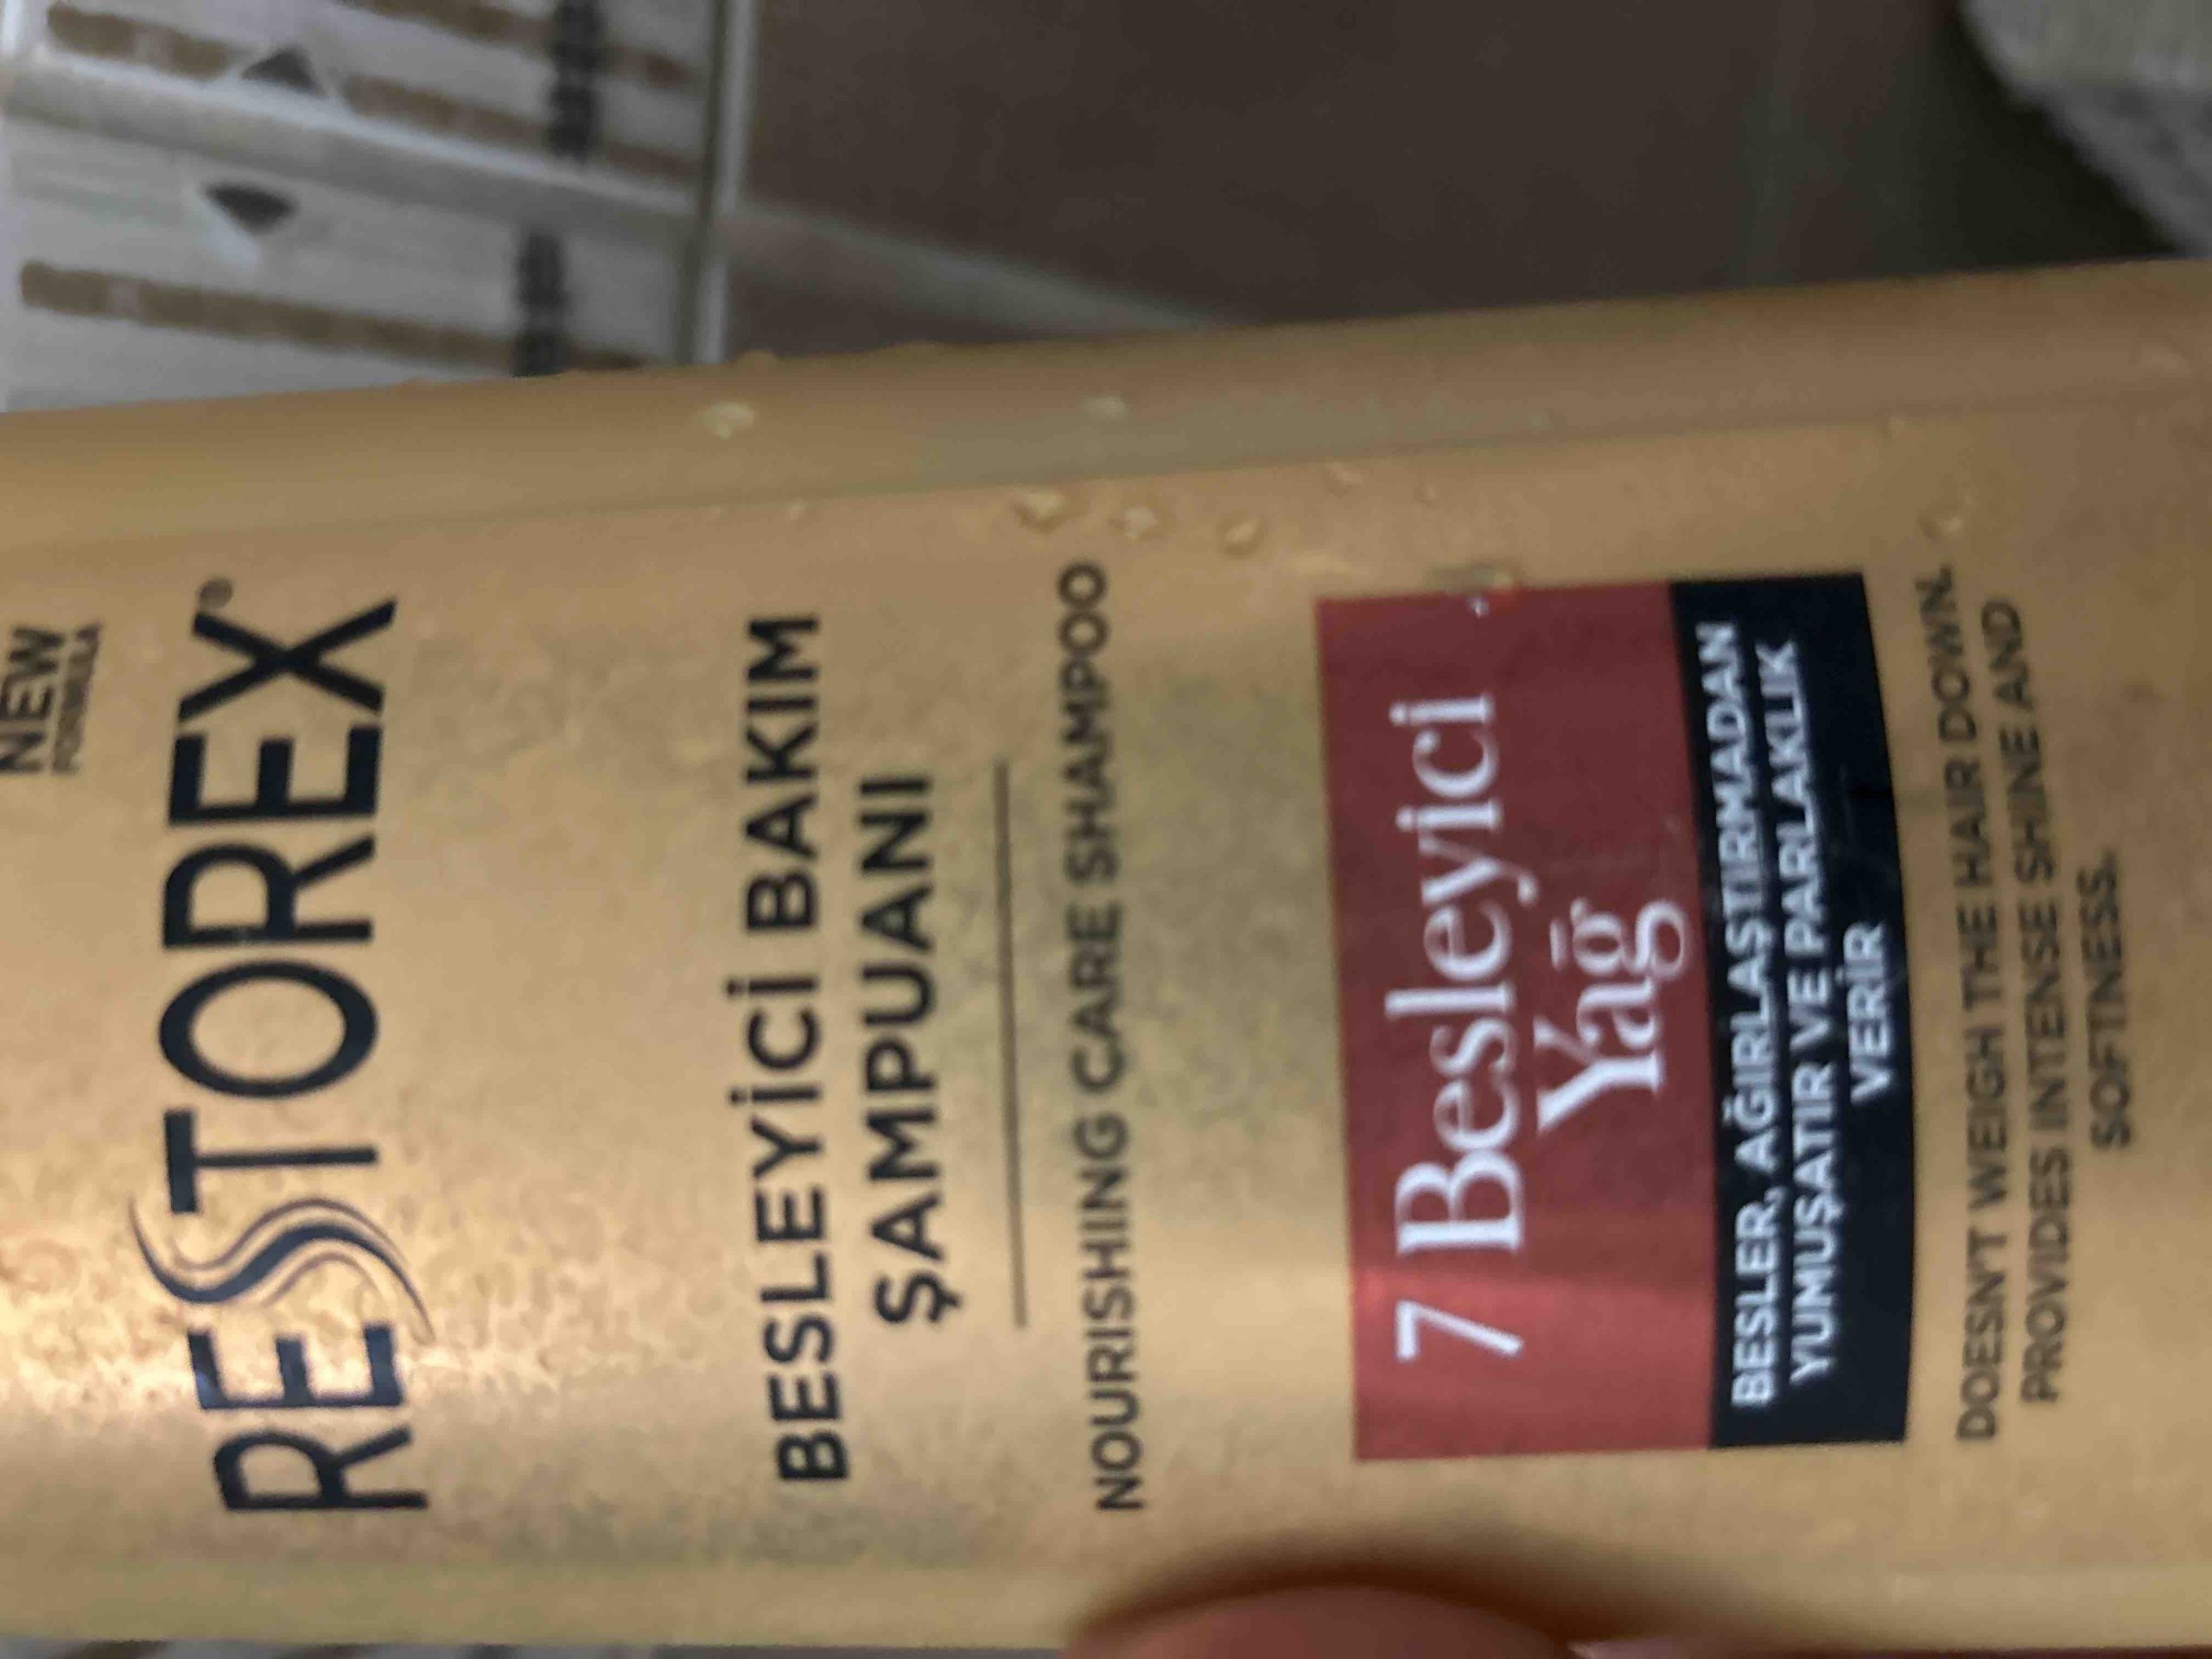 NEW
FORMULA
RESTOREX®
BESLEYİCİ BAKIM
ŞAMPUANI
NOURISHING CARE SHAMPOO
7 Besleyici
Yağ
BESLER, AĞIRLAŞTIRMADAN
YUMUŞATIR VE PARLAKLIK
VERİR
DOESN'T WEIGH THE HAIR DOWN.
PROVIDES INTENSE SHINE AND
SOFTNESS.